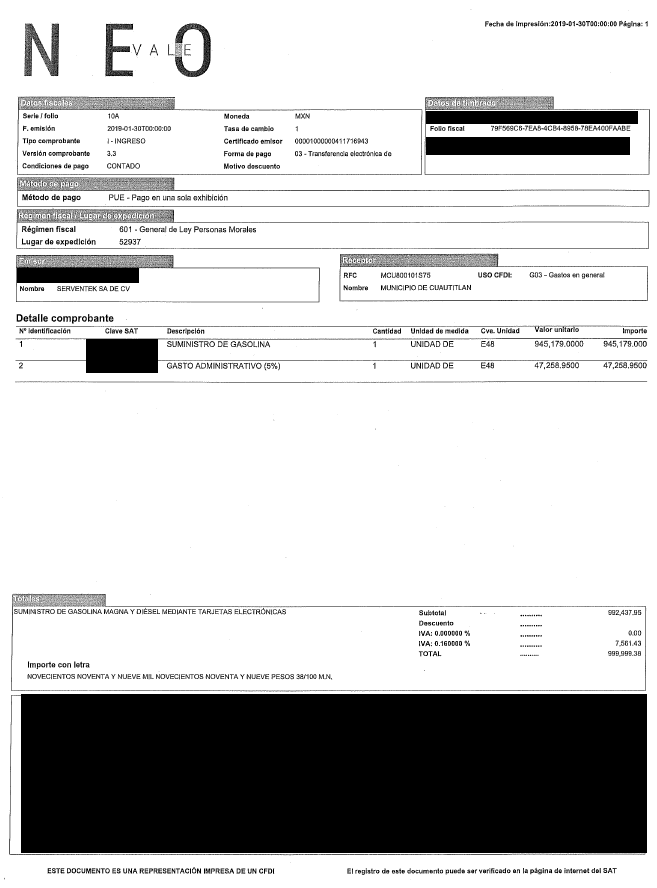 NEO
VALE
Fecha de Impresión:2019-01-30T00:00:00 Página: 1
Datos fiscales
Serie / folio 10A Moneda MXN
F. emisión 2019-01-30T00:00:00 Tasa de cambio 1
Tipo comprobante I - INGRESO Certificado emisor 00001000000411716943
Versión comprobante 3.3 Forma de pago 03 - Transferencia electrónica de
Condiciones de pago CONTADO Motivo descuento
Datos de timbrado
Folio fiscal 79F569C6-7EA8-4CB4-8958-78EA400FAABE
Método de pago
Método de pago PUE - Pago en una sola exhibición
Régimen fiscal / Lugar de expedición
Régimen fiscal 601 - General de Ley Personas Morales
Lugar de expedición 52937
Emisor
Nombre SERVENTEK SA DE CV
Receptor
RFC MCU800101S75 USO CFDI: G03 - Gastos en general
Nombre MUNICIPIO DE CUAUTITLAN
Detalle comprobante
Nº identificación Clave SAT Descripción Cantidad Unidad de medida Cva. Unidad Valor unitario Importe
1 SUMINISTRO DE GASOLINA 1 UNIDAD DE E48 945,179.0000 945,179.000
2 GASTO ADMINISTRATIVO (5%) 1 UNIDAD DE E48 47,258.9500 47,258.9500
Totales
SUMINISTRO DE GASOLINA MAGNA Y DIÉSEL MEDIANTE TARJETAS ELECTRÓNICAS
Subtotal .......... 992,437.95
Descuento ..........
IVA: 0.000000 % .......... 0.00
IVA: 0.160000 % .......... 7,561.43
TOTAL ......... 999,999.38
Importe con letra
NOVECIENTOS NOVENTA Y NUEVE MIL NOVECIENTOS NOVENTA Y NUEVE PESOS 38/100 M.N.
ESTE DOCUMENTO ES UNA REPRESENTACIÓN IMPRESA DE UN CFDI El registro de este documento puede ser verificado en la página de internet del SAT